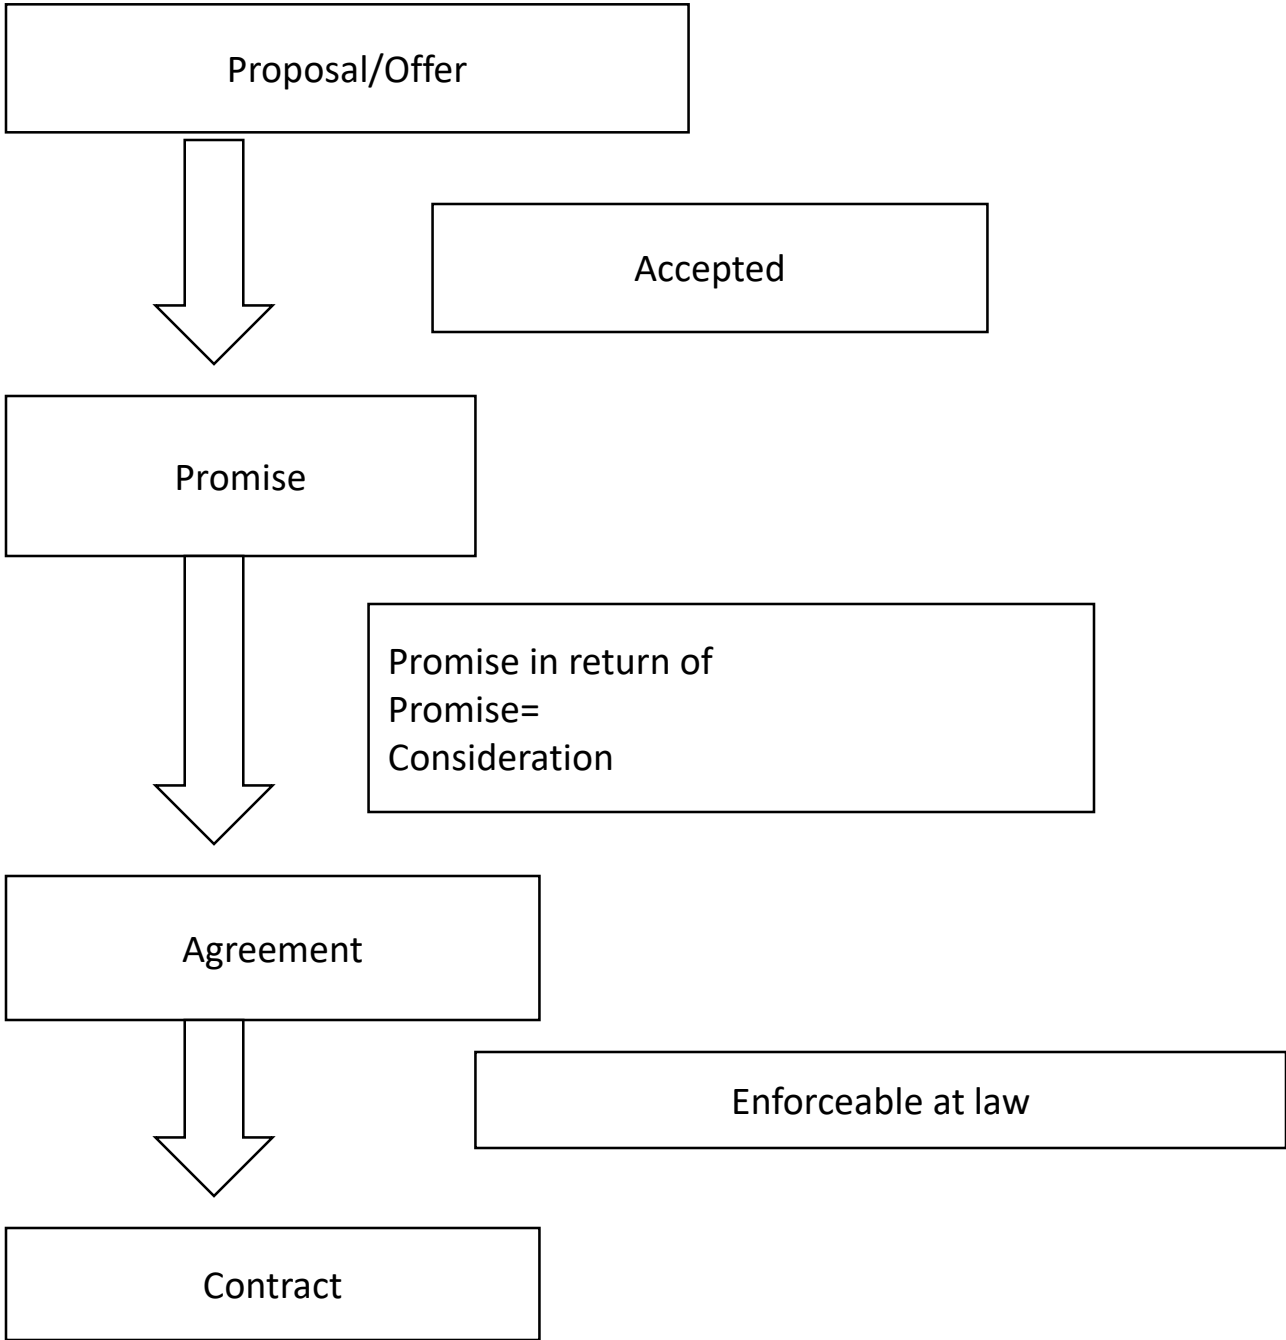 Proposal/Offer
Accepted
Promise
Promise in return of
Promise=
Consideration
Agreement
Enforceable at law
Contract